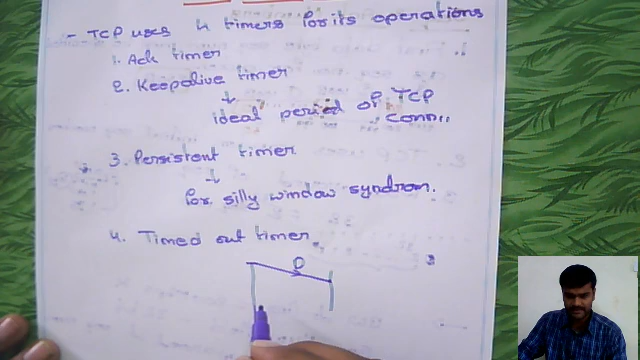 - TCP uses 4 timers for its operations
1. Ack timer
2. Keepalive timer
↓
ideal period of TCP
Conn..
3. Persistent timer
↓
for silly window syndrom.
4. Timed out timer
D